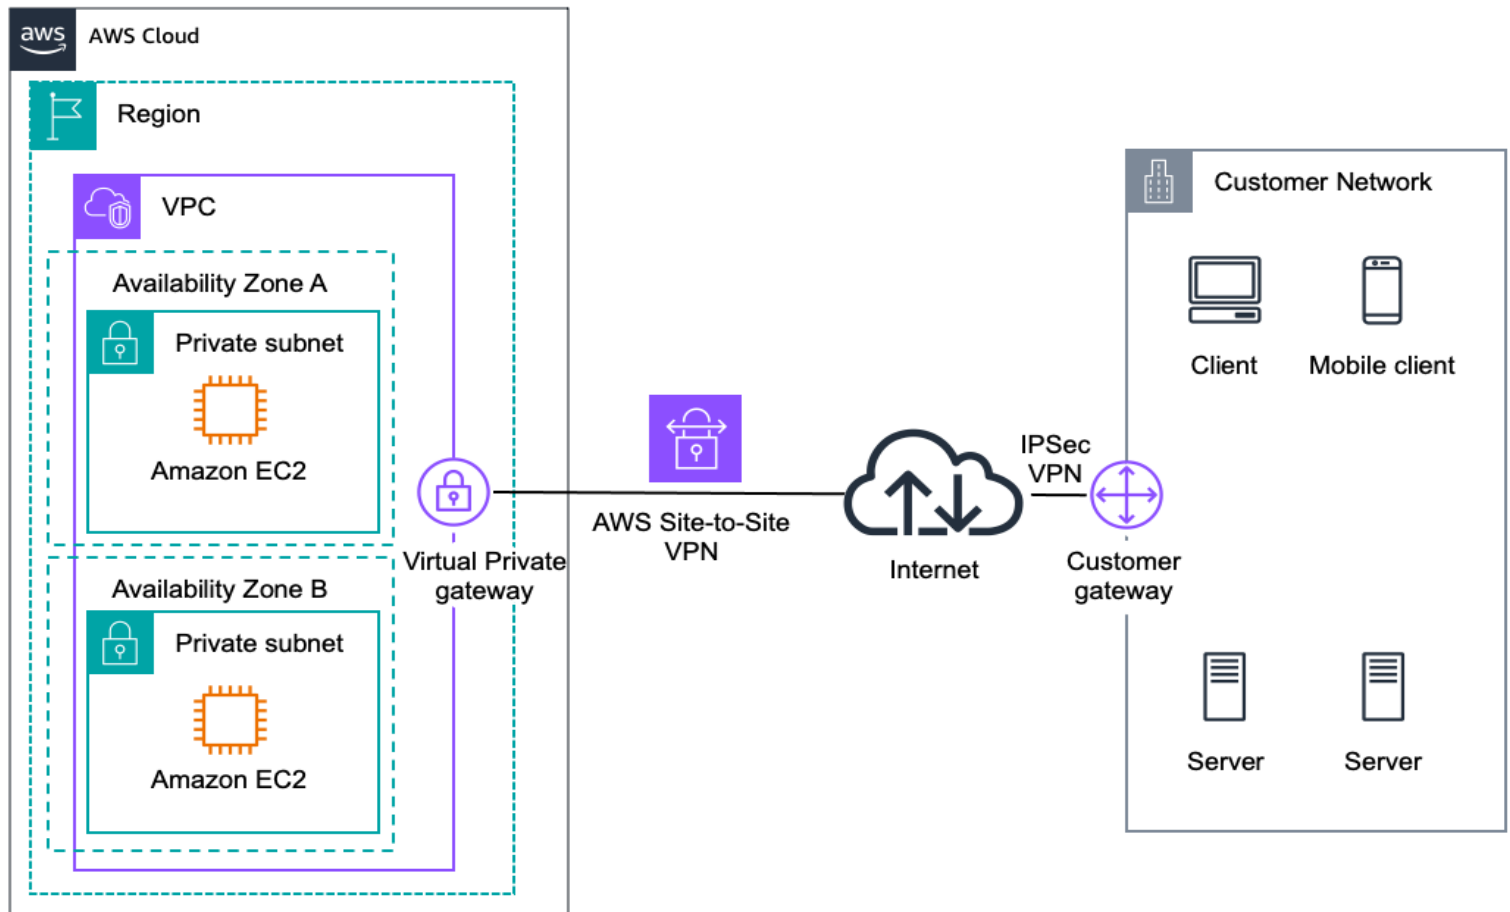 aws
AWS Cloud
Region
VPC
Availability Zone A
Private subnet
Amazon EC2
Availability Zone B
Private subnet
Amazon EC2
Virtual Private
gateway
AWS Site-to-Site
VPN
Internet
IPSec
VPN
Customer
gateway
Customer Network
Client
Mobile client
Server
Server